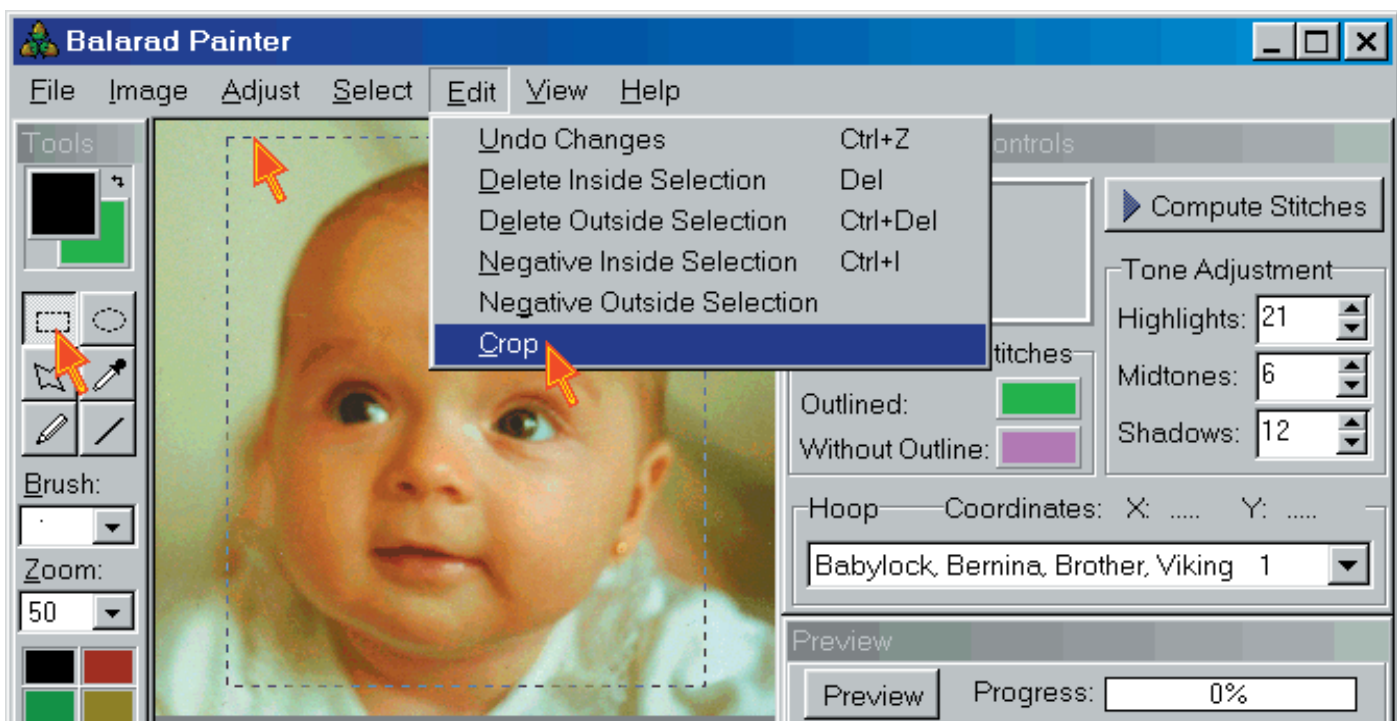 Balarad Painter
File Image Adjust Select Edit View Help
Tools
Undo Changes Ctrl+Z
Delete Inside Selection Del
Delete Outside Selection Ctrl+Del
Negative Inside Selection Ctrl+I
Negative Outside Selection
Crop
ontrols
Compute Stitches
Tone Adjustment
Highlights: 21
Midtones: 6
Shadows: 12
titches
Outlined:
Without Outline:
Brush:
Zoom:
50
Hoop Coordinates: X: ..... Y: .....
Babylock, Bernina, Brother, Viking 1
Preview
Preview Progress: 0%